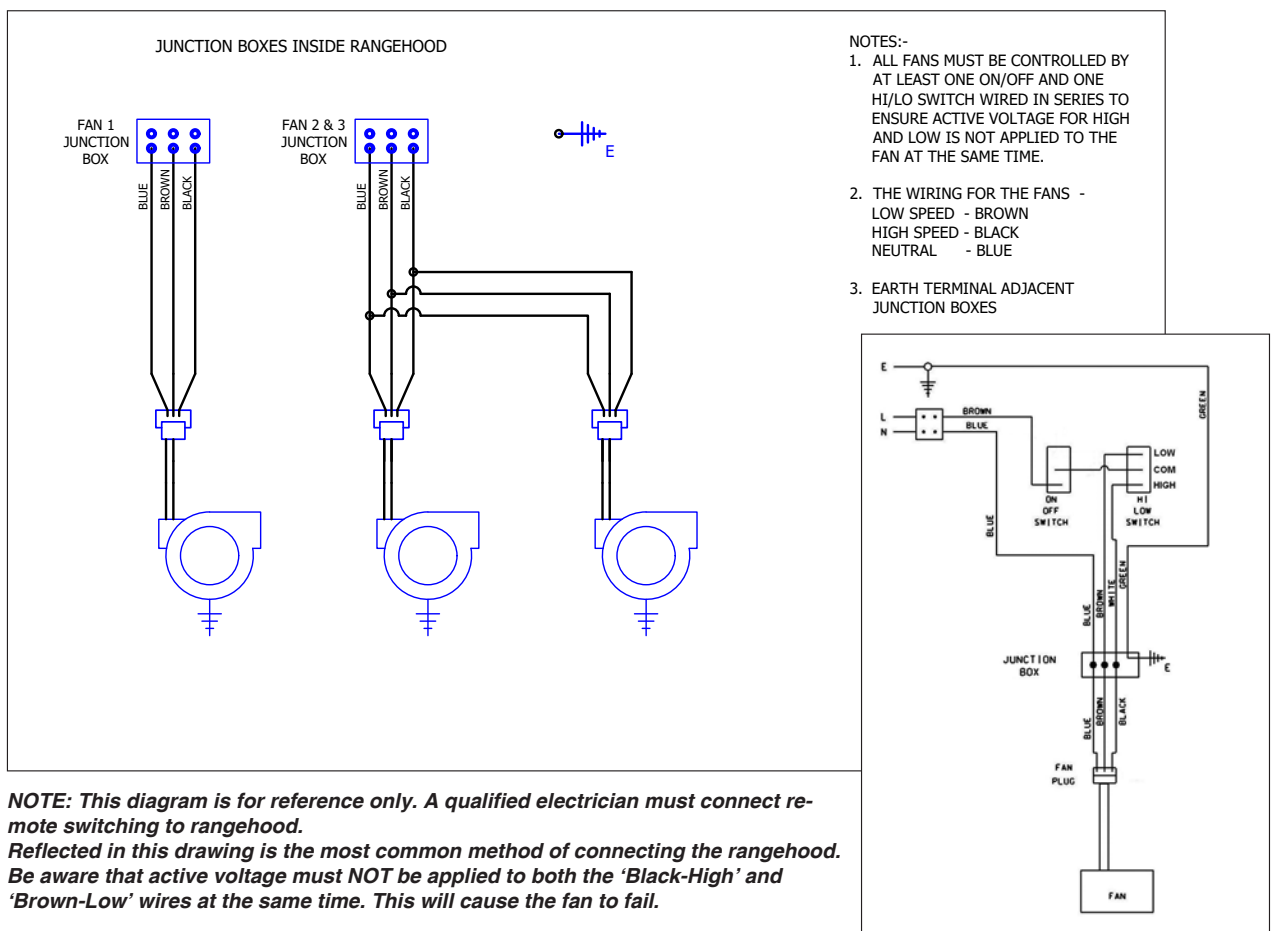 JUNCTION BOXES INSIDE RANGEHOOD
FAN 1
JUNCTION
BOX
BLUE
BROWN
BLACK
FAN 2 & 3
JUNCTION
BOX
BLUE
BROWN
BLACK
E
NOTES:-
1. ALL FANS MUST BE CONTROLLED BY
AT LEAST ONE ON/OFF AND ONE
HI/LO SWITCH WIRED IN SERIES TO
ENSURE ACTIVE VOLTAGE FOR HIGH
AND LOW IS NOT APPLIED TO THE
FAN AT THE SAME TIME.
2. THE WIRING FOR THE FANS -
LOW SPEED - BROWN
HIGH SPEED - BLACK
NEUTRAL - BLUE
3. EARTH TERMINAL ADJACENT
JUNCTION BOXES
E
GREEN
L
BROWN
N
BLUE
LOW
COM
HIGH
ON
OFF
SWITCH
HI
LOW
SWITCH
BLUE
BLUE
BROWN
WHITE
GREEN
JUNCTION
BOX
E
BLUE
BROWN
BLACK
FAN
PLUG
FAN
NOTE: This diagram is for reference only. A qualified electrician must connect re-
mote switching to rangehood.
Reflected in this drawing is the most common method of connecting the rangehood.
Be aware that active voltage must NOT be applied to both the ‘Black-High’ and
‘Brown-Low’ wires at the same time. This will cause the fan to fail.